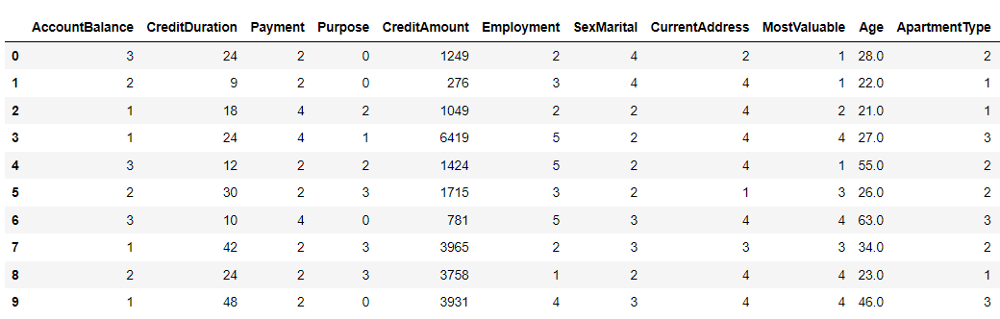 AccountBalance CreditDuration Payment Purpose CreditAmount Employment SexMarital CurrentAddress MostValuable Age ApartmentType
0 3 24 2 0 1249 2 4 2 1 28.0 2
1 2 9 2 0 276 3 4 4 1 22.0 1
2 1 18 4 2 1049 2 2 4 2 21.0 1
3 1 24 4 1 6419 5 2 4 4 27.0 3
4 3 12 2 2 1424 5 2 4 1 55.0 2
5 2 30 2 3 1715 3 2 1 3 26.0 2
6 3 10 4 0 781 5 3 4 4 63.0 3
7 1 42 2 3 3965 2 3 3 3 34.0 2
8 2 24 2 3 3758 1 2 4 4 23.0 1
9 1 48 2 0 3931 4 3 4 4 46.0 3